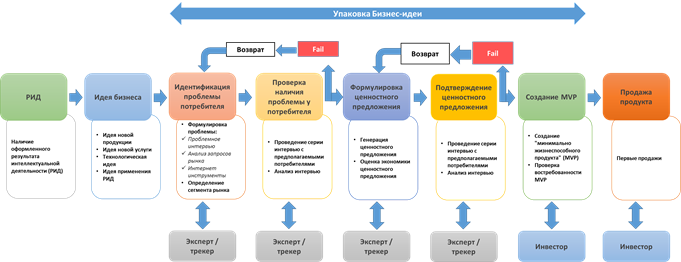 Упаковка Бизнес-идеи
Возврат
Fail
Возврат
Fail
РИД
Идея бизнеса
Идентификация
проблемы
потребителя
Проверка
наличия
проблемы у
потребителя
Формулировка
ценностного
предложения
Подтверждение
ценностного
предложения
Создание MVP
Продажа
продукта
Наличие
оформленного
результата
интеллектуальной
деятельности (РИД)
• Идея новой
продукции
• Идея новой услуги
• Технологическая
идея
• Идея применения
РИД
• Формулировка
проблемы:
✓ Проблемное
интервью
✓ Анализ запросов
рынка
✓ Интернет
инструменты
• Определение
сегмента рынка
• Проведение серии
интервью с
предполагаемыми
потребителями
• Анализ интервью
• Генерация
ценностного
предложения
• Оценка экономики
ценностного
предложения
• Проведение серии
интервью с
предполагаемыми
потребителями
• Анализ интервью
• Создание
"минимально
жизнеспособного
продукта" (MVP)
• Проверка
востребованности
MVP
Первые продажи
Эксперт /
трекер
Эксперт /
трекер
Эксперт /
трекер
Эксперт /
трекер
Инвестор
Инвестор